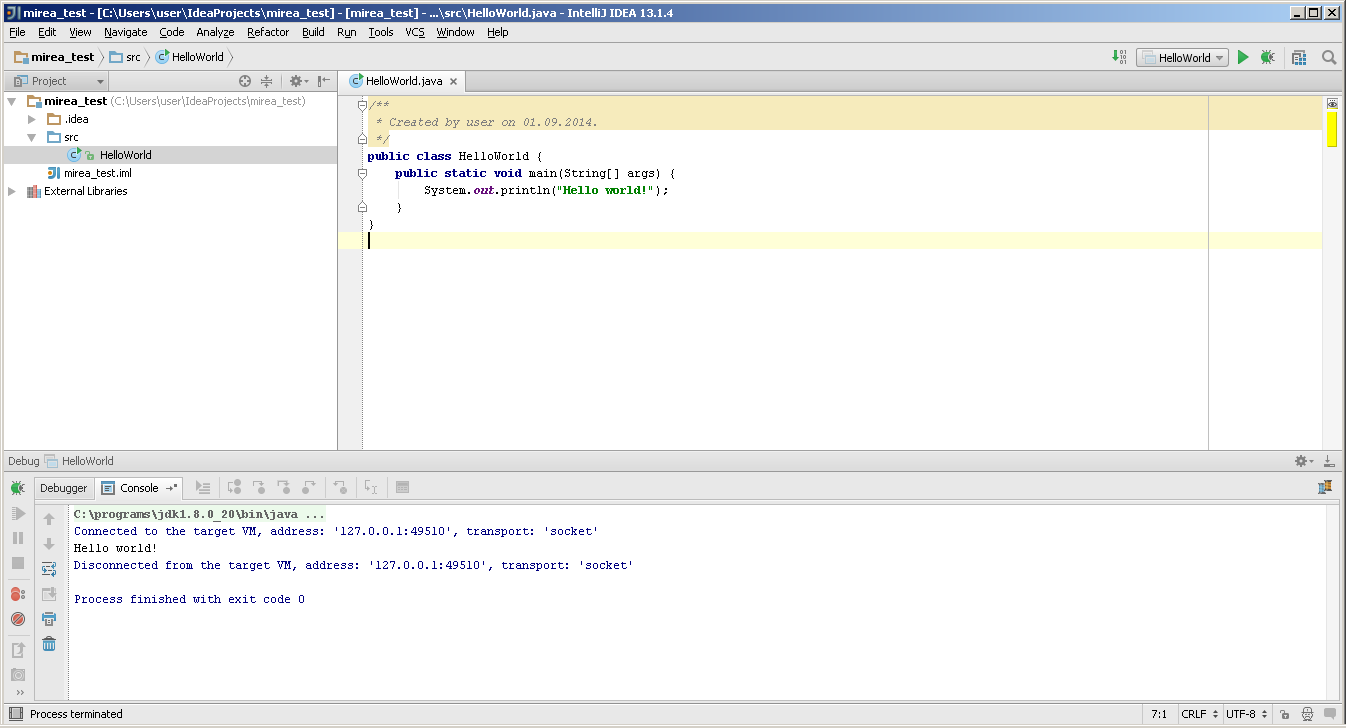 mirea_test - [C:\Users\user\IdeaProjects\mirea_test] - [mirea_test] - ...\src\HelloWorld.java - IntelliJ IDEA 13.1.4
File Edit View Navigate Code Analyze Refactor Build Run Tools VCS Window Help
mirea_test src HelloWorld HelloWorld
Project HelloWorld.java
mirea_test (C:\Users\user\IdeaProjects\mirea_test)
.idea
src
HelloWorld
mirea_test.iml
External Libraries
/**
* Created by user on 01.09.2014.
*/
public class HelloWorld {
public static void main(String[] args) {
System.out.println("Hello world!");
}
}
Debug HelloWorld
Debugger Console
C:\programs\jdk1.8.0_20\bin\java ...
Connected to the target VM, address: '127.0.0.1:49510', transport: 'socket'
Hello world!
Disconnected from the target VM, address: '127.0.0.1:49510', transport: 'socket'
Process finished with exit code 0
Process terminated 7:1 CRLF UTF-8